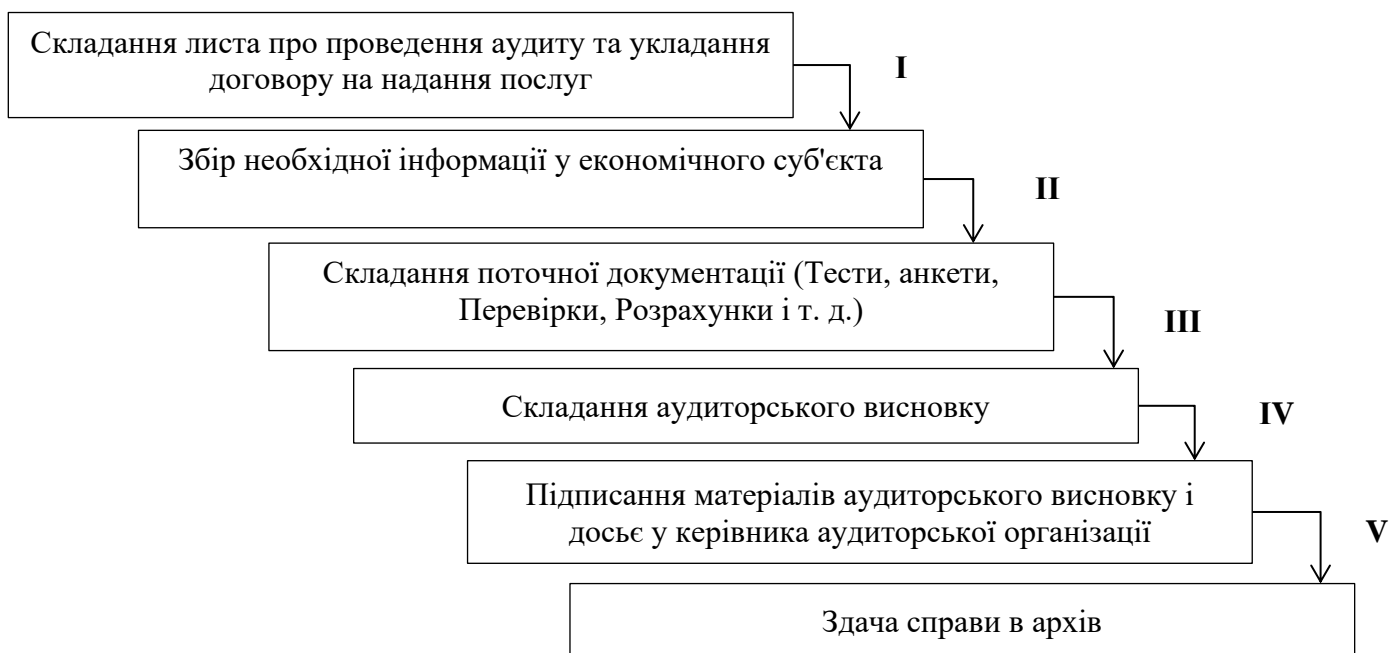 Складання листа про проведення аудиту та укладання
договору на надання послуг
I
Збір необхідної інформації у економічного суб'єкта
II
Складання поточної документації (Тести, анкети,
Перевірки, Розрахунки і т. д.)
III
Складання аудиторського висновку
IV
Підписання матеріалів аудиторського висновку і
досьє у керівника аудиторської організації
V
Здача справи в архів